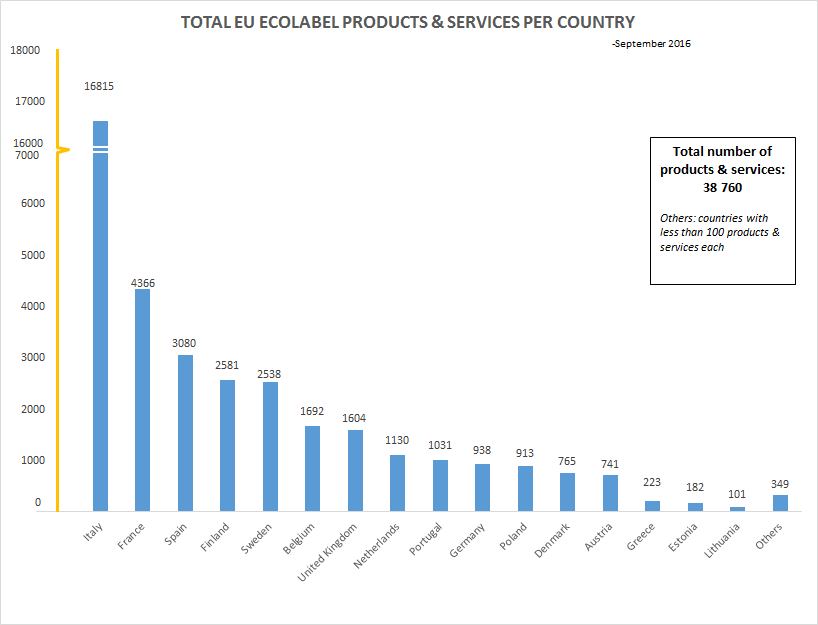 TOTAL EU ECOLABEL PRODUCTS & SERVICES PER COUNTRY
-September 2016
18000
17000
16000
7000
6000
5000
4000
3000
2000
1000
0
16815
4366
3080
2581
2538
1692
1604
1130
1031
938
913
765
741
223
182
101
349
Total number of
products & services:
38 760
Others: countries with
less than 100 products &
services each
Italy
France
Spain
Finland
Sweden
Belgium
United Kingdom
Netherlands
Portugal
Germany
Poland
Denmark
Austria
Greece
Estonia
Lithuania
Others